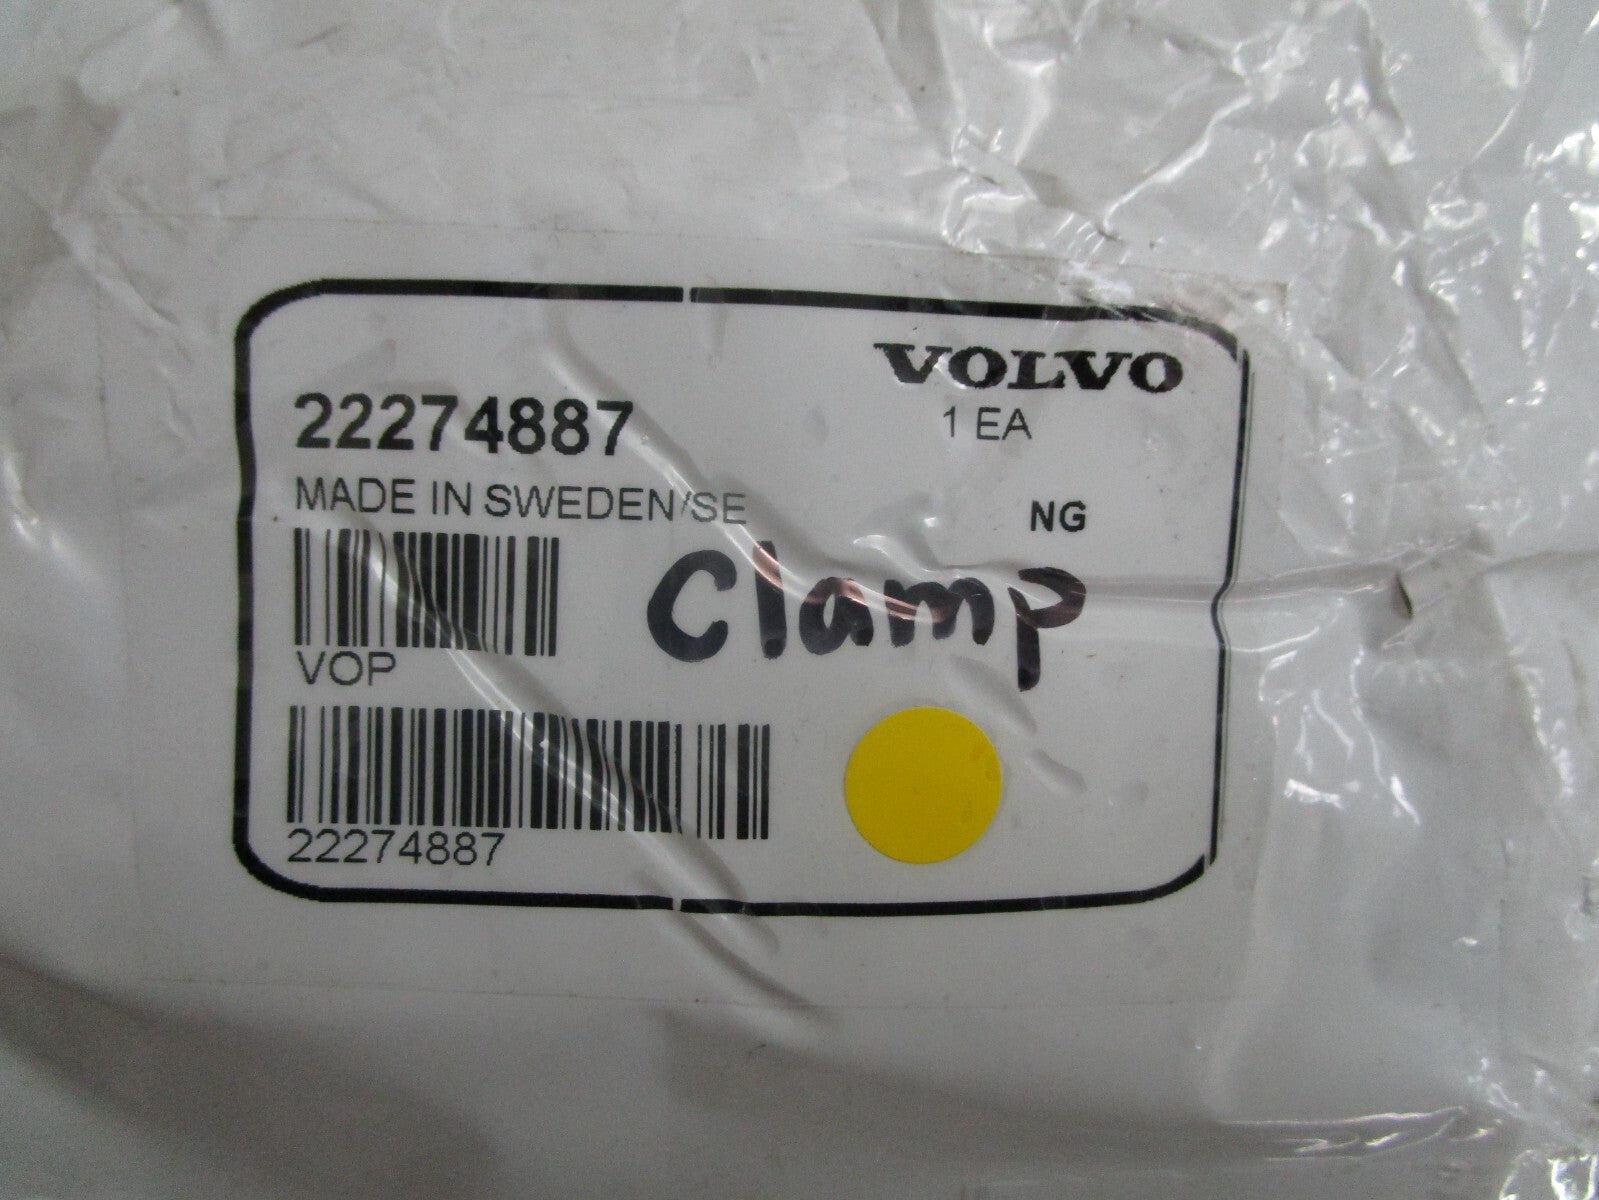 VOLVO
22274887
1 EA
MADE IN SWEDEN/SE
NG
Clamp
VOP
22274887